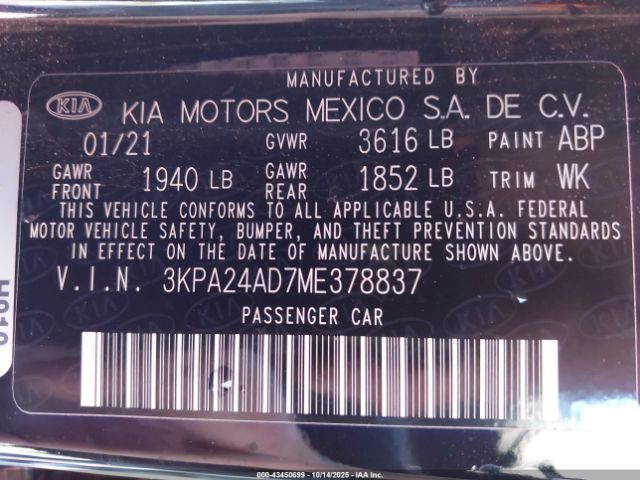 MANUFACTURED BY
KIA KIA MOTORS MEXICO S.A. DE C.V.
01/21 GVWR 3616 LB PAINT ABP
GAWR FRONT 1940 LB GAWR REAR 1852 LB TRIM WK
THIS VEHICLE CONFORMS TO ALL APPLICABLE U.S.A. FEDERAL
MOTOR VEHICLE SAFETY, BUMPER, AND THEFT PREVENTION STANDARDS
IN EFFECT ON THE DATE OF MANUFACTURE SHOWN ABOVE.
V.I.N. 3KPA24AD7ME378837
PASSENGER CAR
000-43450699 | 10/14/2025 | IAA.